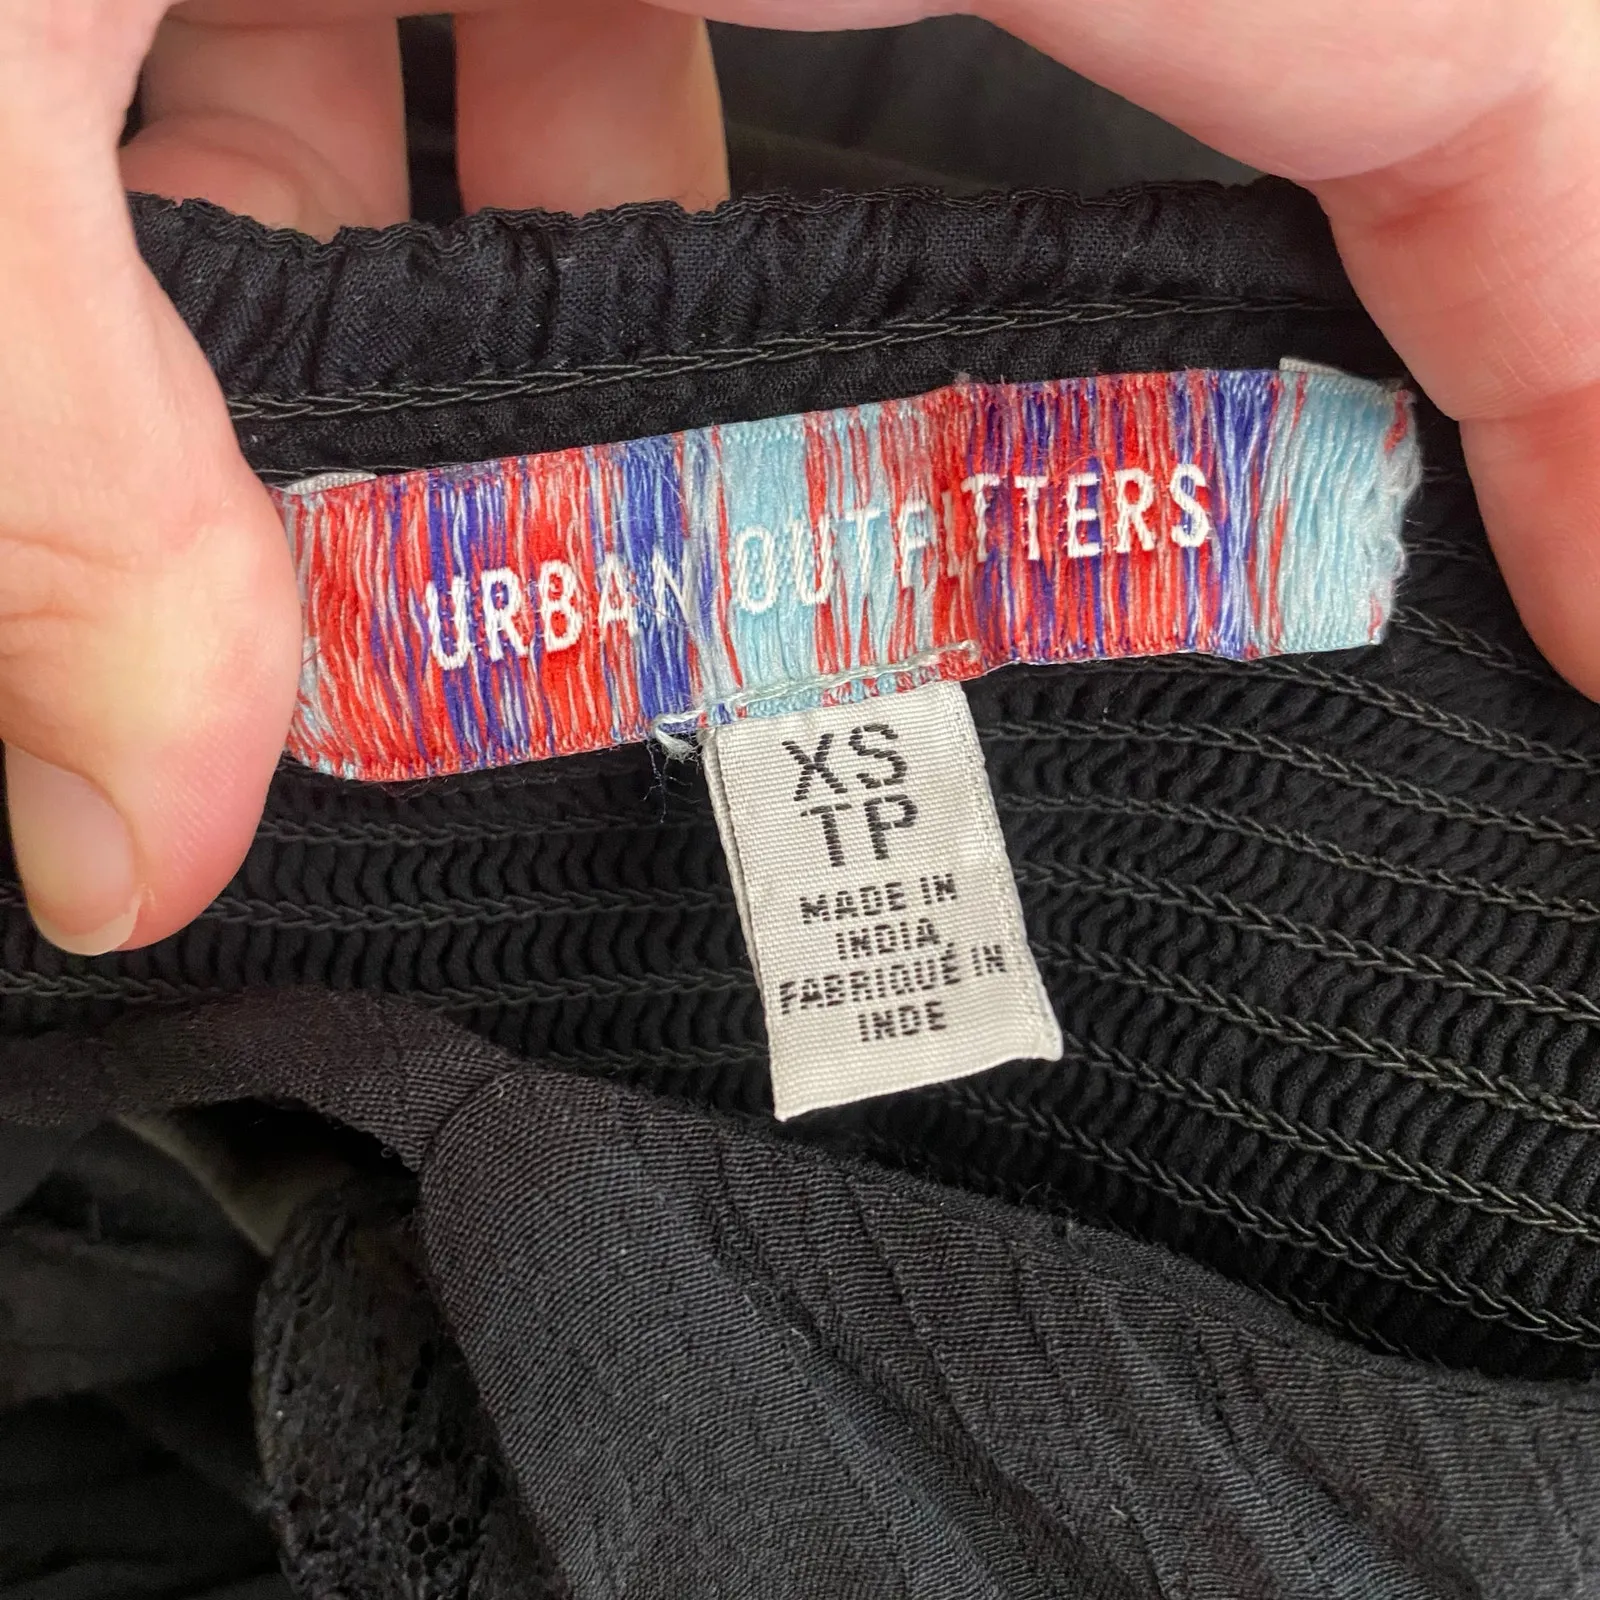 URBAN OUTFITTERS
XS
TP
MADE IN
INDIA
FABRIQUÉ IN
INDE